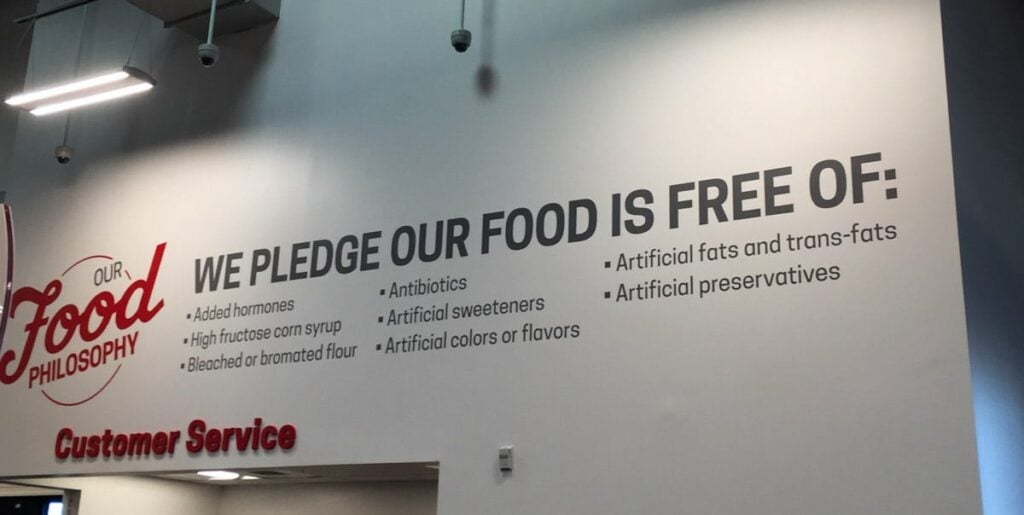 OUR
Food
PHILOSOPHY
WE PLEDGE OUR FOOD IS FREE OF:
▪ Added hormones
▪ High fructose corn syrup
▪ Bleached or bromated flour
▪ Antibiotics
▪ Artificial sweeteners
▪ Artificial colors or flavors
▪ Artificial fats and trans-fats
▪ Artificial preservatives
Customer Service